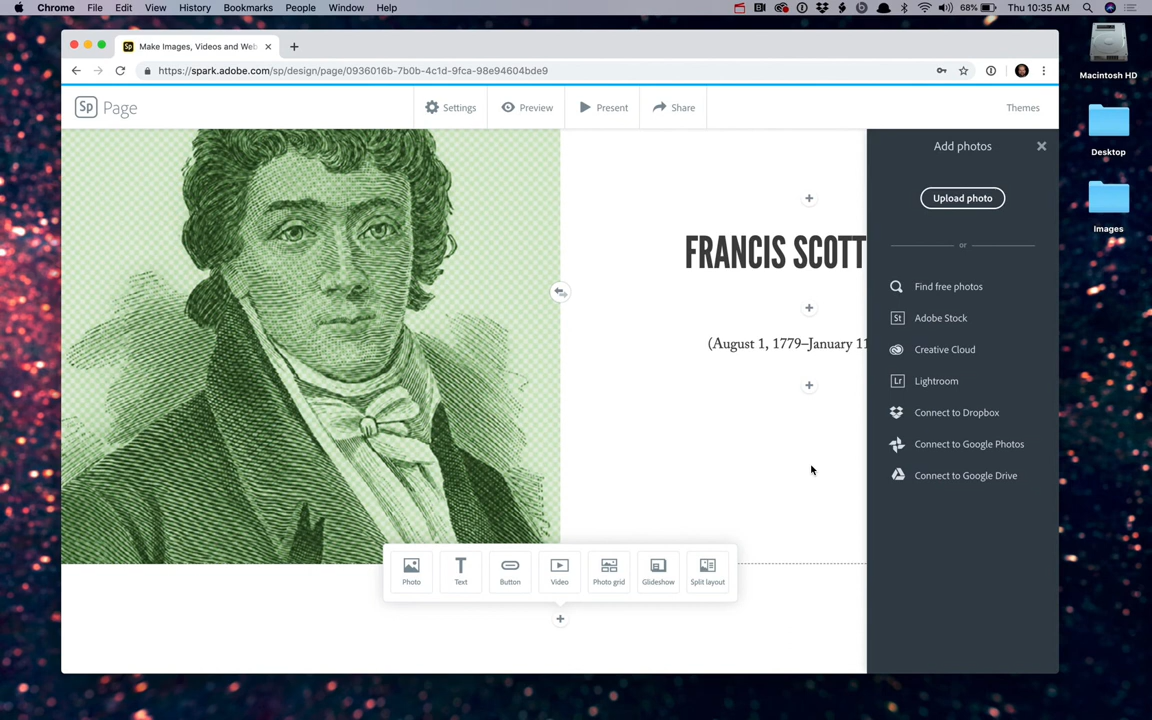 Chrome File Edit View History Bookmarks People Window Help
68% Thu 10:35 AM
Sp Make Images, Videos and Web
https://spark.adobe.com/sp/design/page/0936016b-7b0b-4c1d-9fca-98e94604bde9
Sp Page
Settings
Preview
Present
Share
Themes
Macintosh HD
Desktop
Images
FRANCIS SCOTT
(August 1, 1779–January 11
Add photos
Upload photo
or
Find free photos
St Adobe Stock
Creative Cloud
Lr Lightroom
Connect to Dropbox
Connect to Google Photos
Connect to Google Drive
Photo
T Text
Button
Video
Photo grid
Glideshow
Split layout